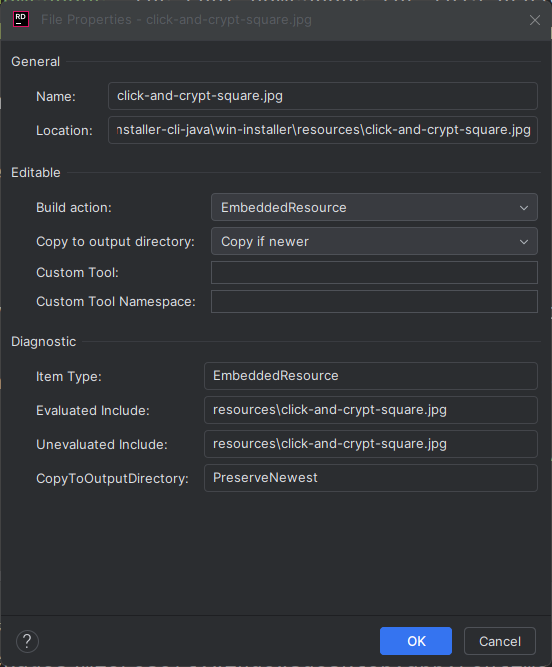 RD
File Properties - click-and-crypt-square.jpg
General
Name: click-and-crypt-square.jpg
Location: nstaller-cli-java\win-installer\resources\click-and-crypt-square.jpg
Editable
Build action: EmbeddedResource
Copy to output directory: Copy if newer
Custom Tool:
Custom Tool Namespace:
Diagnostic
Item Type: EmbeddedResource
Evaluated Include: resources\click-and-crypt-square.jpg
Unevaluated Include: resources\click-and-crypt-square.jpg
CopyToOutputDirectory: PreserveNewest
? OK Cancel